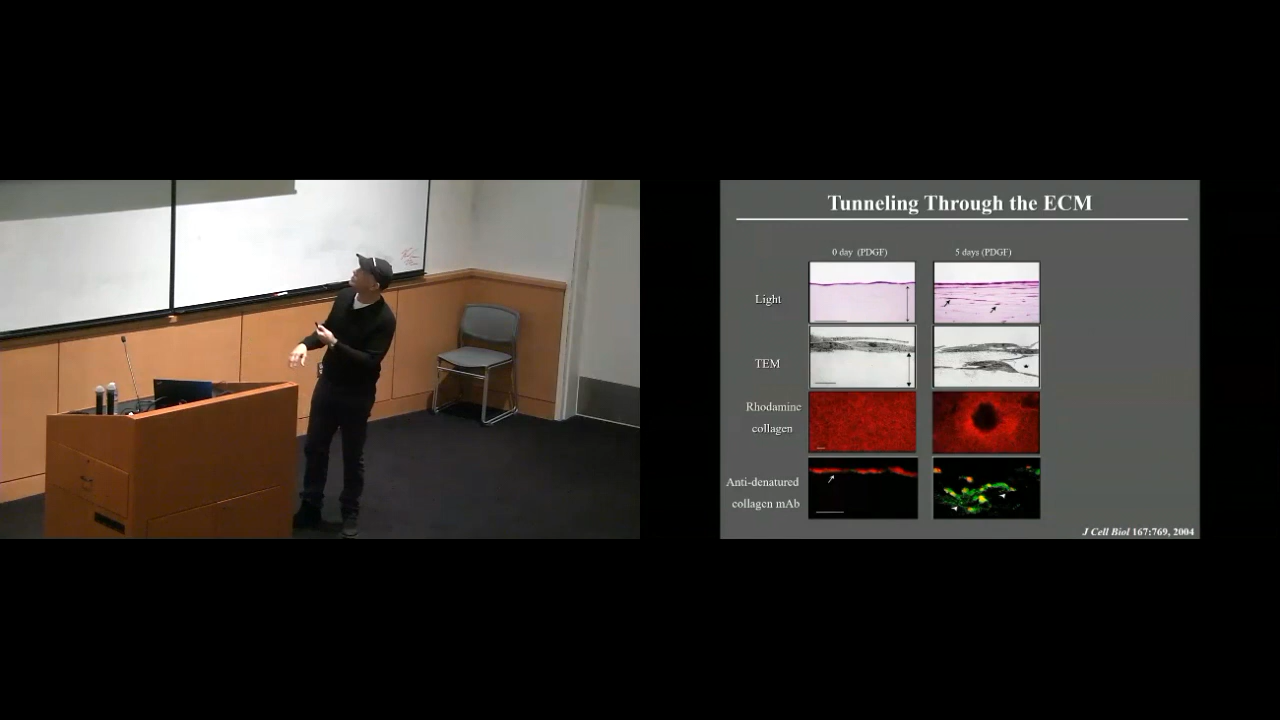 Tunneling Through the ECM
0 day (PDGF)
5 days (PDGF)
Light
TEM
Rhodamine
collagen
Anti-denatured
collagen mAb
J Cell Biol 167:769, 2004